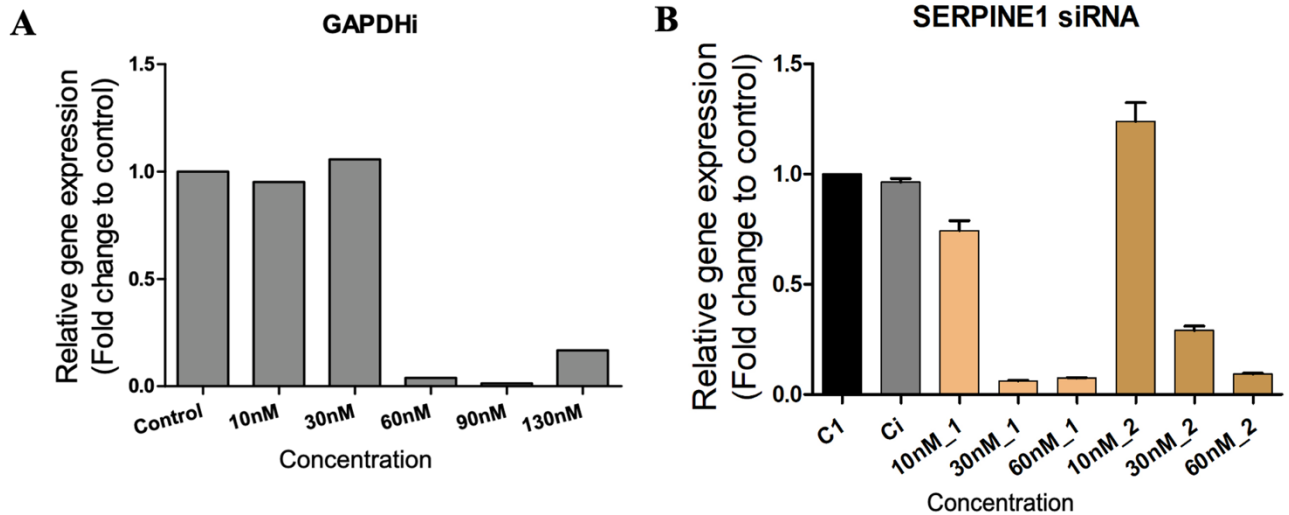 A
GAPDHi
Relative gene expression
(Fold change to control)
1.5
1.0
0.5
0.0
Control
10nM
30nM
60nM
90nM
130nM
Concentration
B
SERPINE1 siRNA
Relative gene expression
(Fold change to control)
1.5
1.0
0.5
0.0
C1
Ci
10nM_1
30nM_1
60nM_1
10nM_2
30nM_2
60nM_2
Concentration